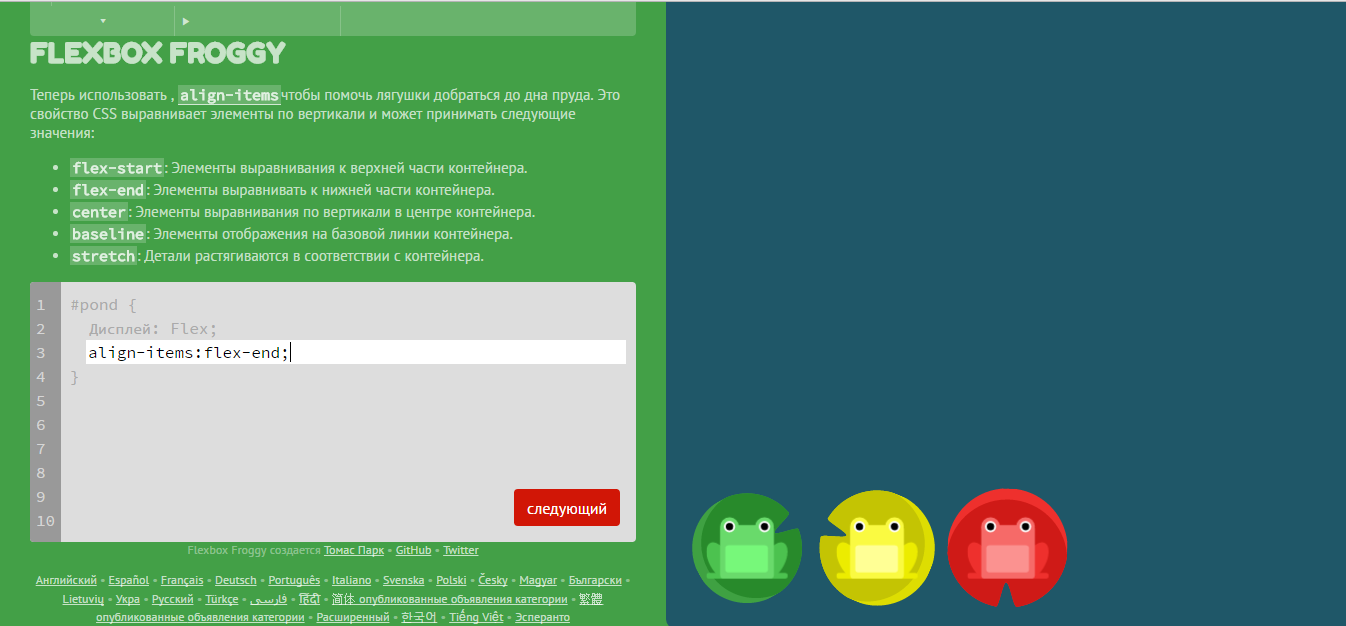 FLEXBOX FROGGY
Теперь использовать , align-items чтобы помочь лягушки добраться до дна пруда. Это
свойство CSS выравнивает элементы по вертикали и может принимать следующие
значения:
• flex-start: Элементы выравнивания к верхней части контейнера.
• flex-end: Элементы выравнивать к нижней части контейнера.
• center: Элементы выравнивания по вертикали в центре контейнера.
• baseline: Элементы отображения на базовой линии контейнера.
• stretch: Детали растягиваются в соответствии с контейнера.
1 #pond {
2 Дисплей: Flex;
3 align-items:flex-end;
4 }
5
6
7
8
9
10
следующий
Flexbox Froggy создается Томас Парк • GitHub • Twitter
Английский • Español • Français • Deutsch • Português • Italiano • Svenska • Polski • Česky • Magyar • Български •
Lietuvių • Укра • Русский • Türkçe • فارسی • हिंदी • 简体 опубликованные объявления категории • 繁體
опубликованные объявления категории • Расширенный • 한국어 • Tiếng Việt • Эсперанто